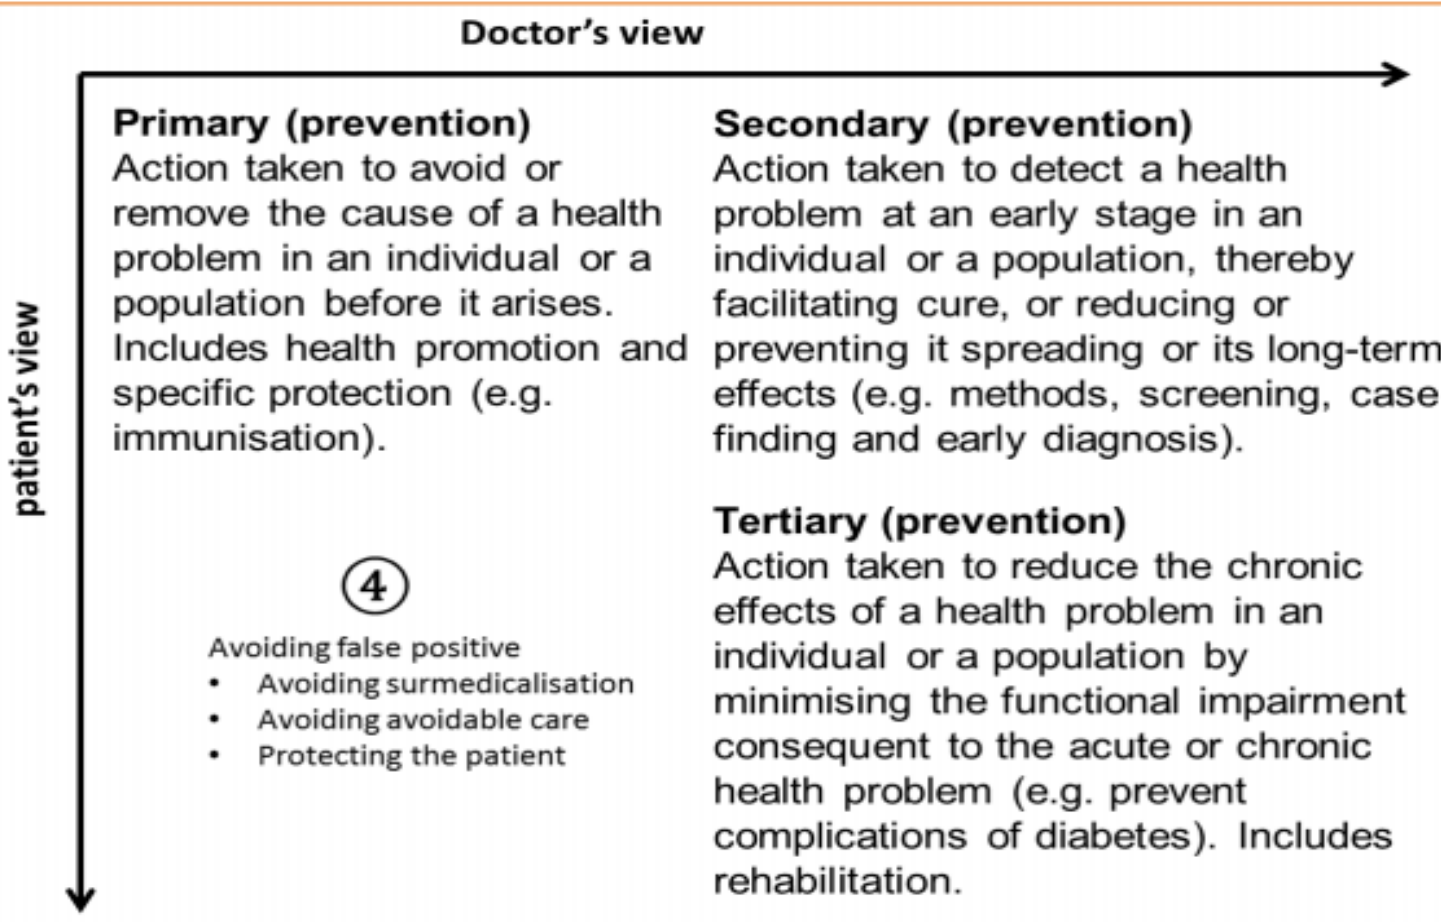 Doctor's view
patient's view
Primary (prevention)
Action taken to avoid or
remove the cause of a health
problem in an individual or a
population before it arises.
Includes health promotion and
specific protection (e.g.
immunisation).
Secondary (prevention)
Action taken to detect a health
problem at an early stage in an
individual or a population, thereby
facilitating cure, or reducing or
preventing it spreading or its long-term
effects (e.g. methods, screening, case
finding and early diagnosis).
④
Avoiding false positive
• Avoiding surmedicalisation
• Avoiding avoidable care
• Protecting the patient
Tertiary (prevention)
Action taken to reduce the chronic
effects of a health problem in an
individual or a population by
minimising the functional impairment
consequent to the acute or chronic
health problem (e.g. prevent
complications of diabetes). Includes
rehabilitation.